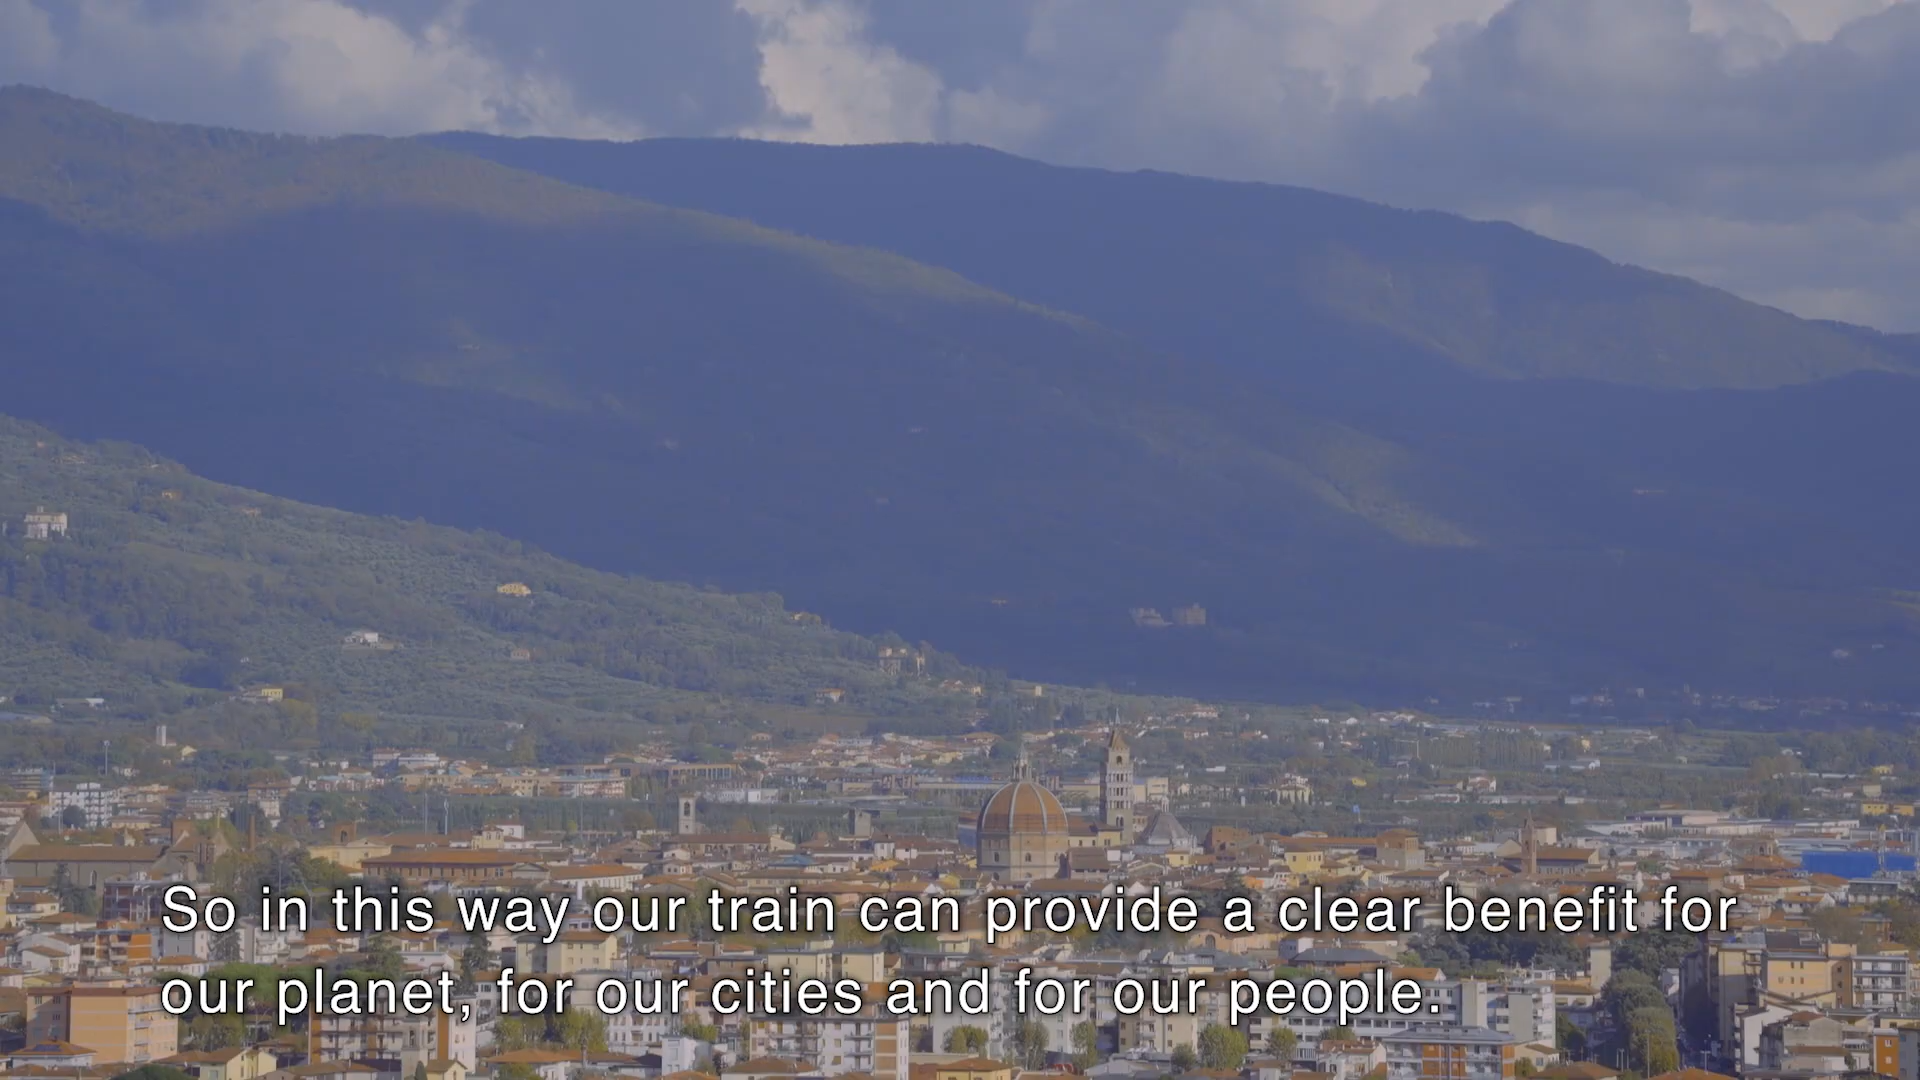 So in this way our train can provide a clear benefit for
our planet, for our cities and for our people.